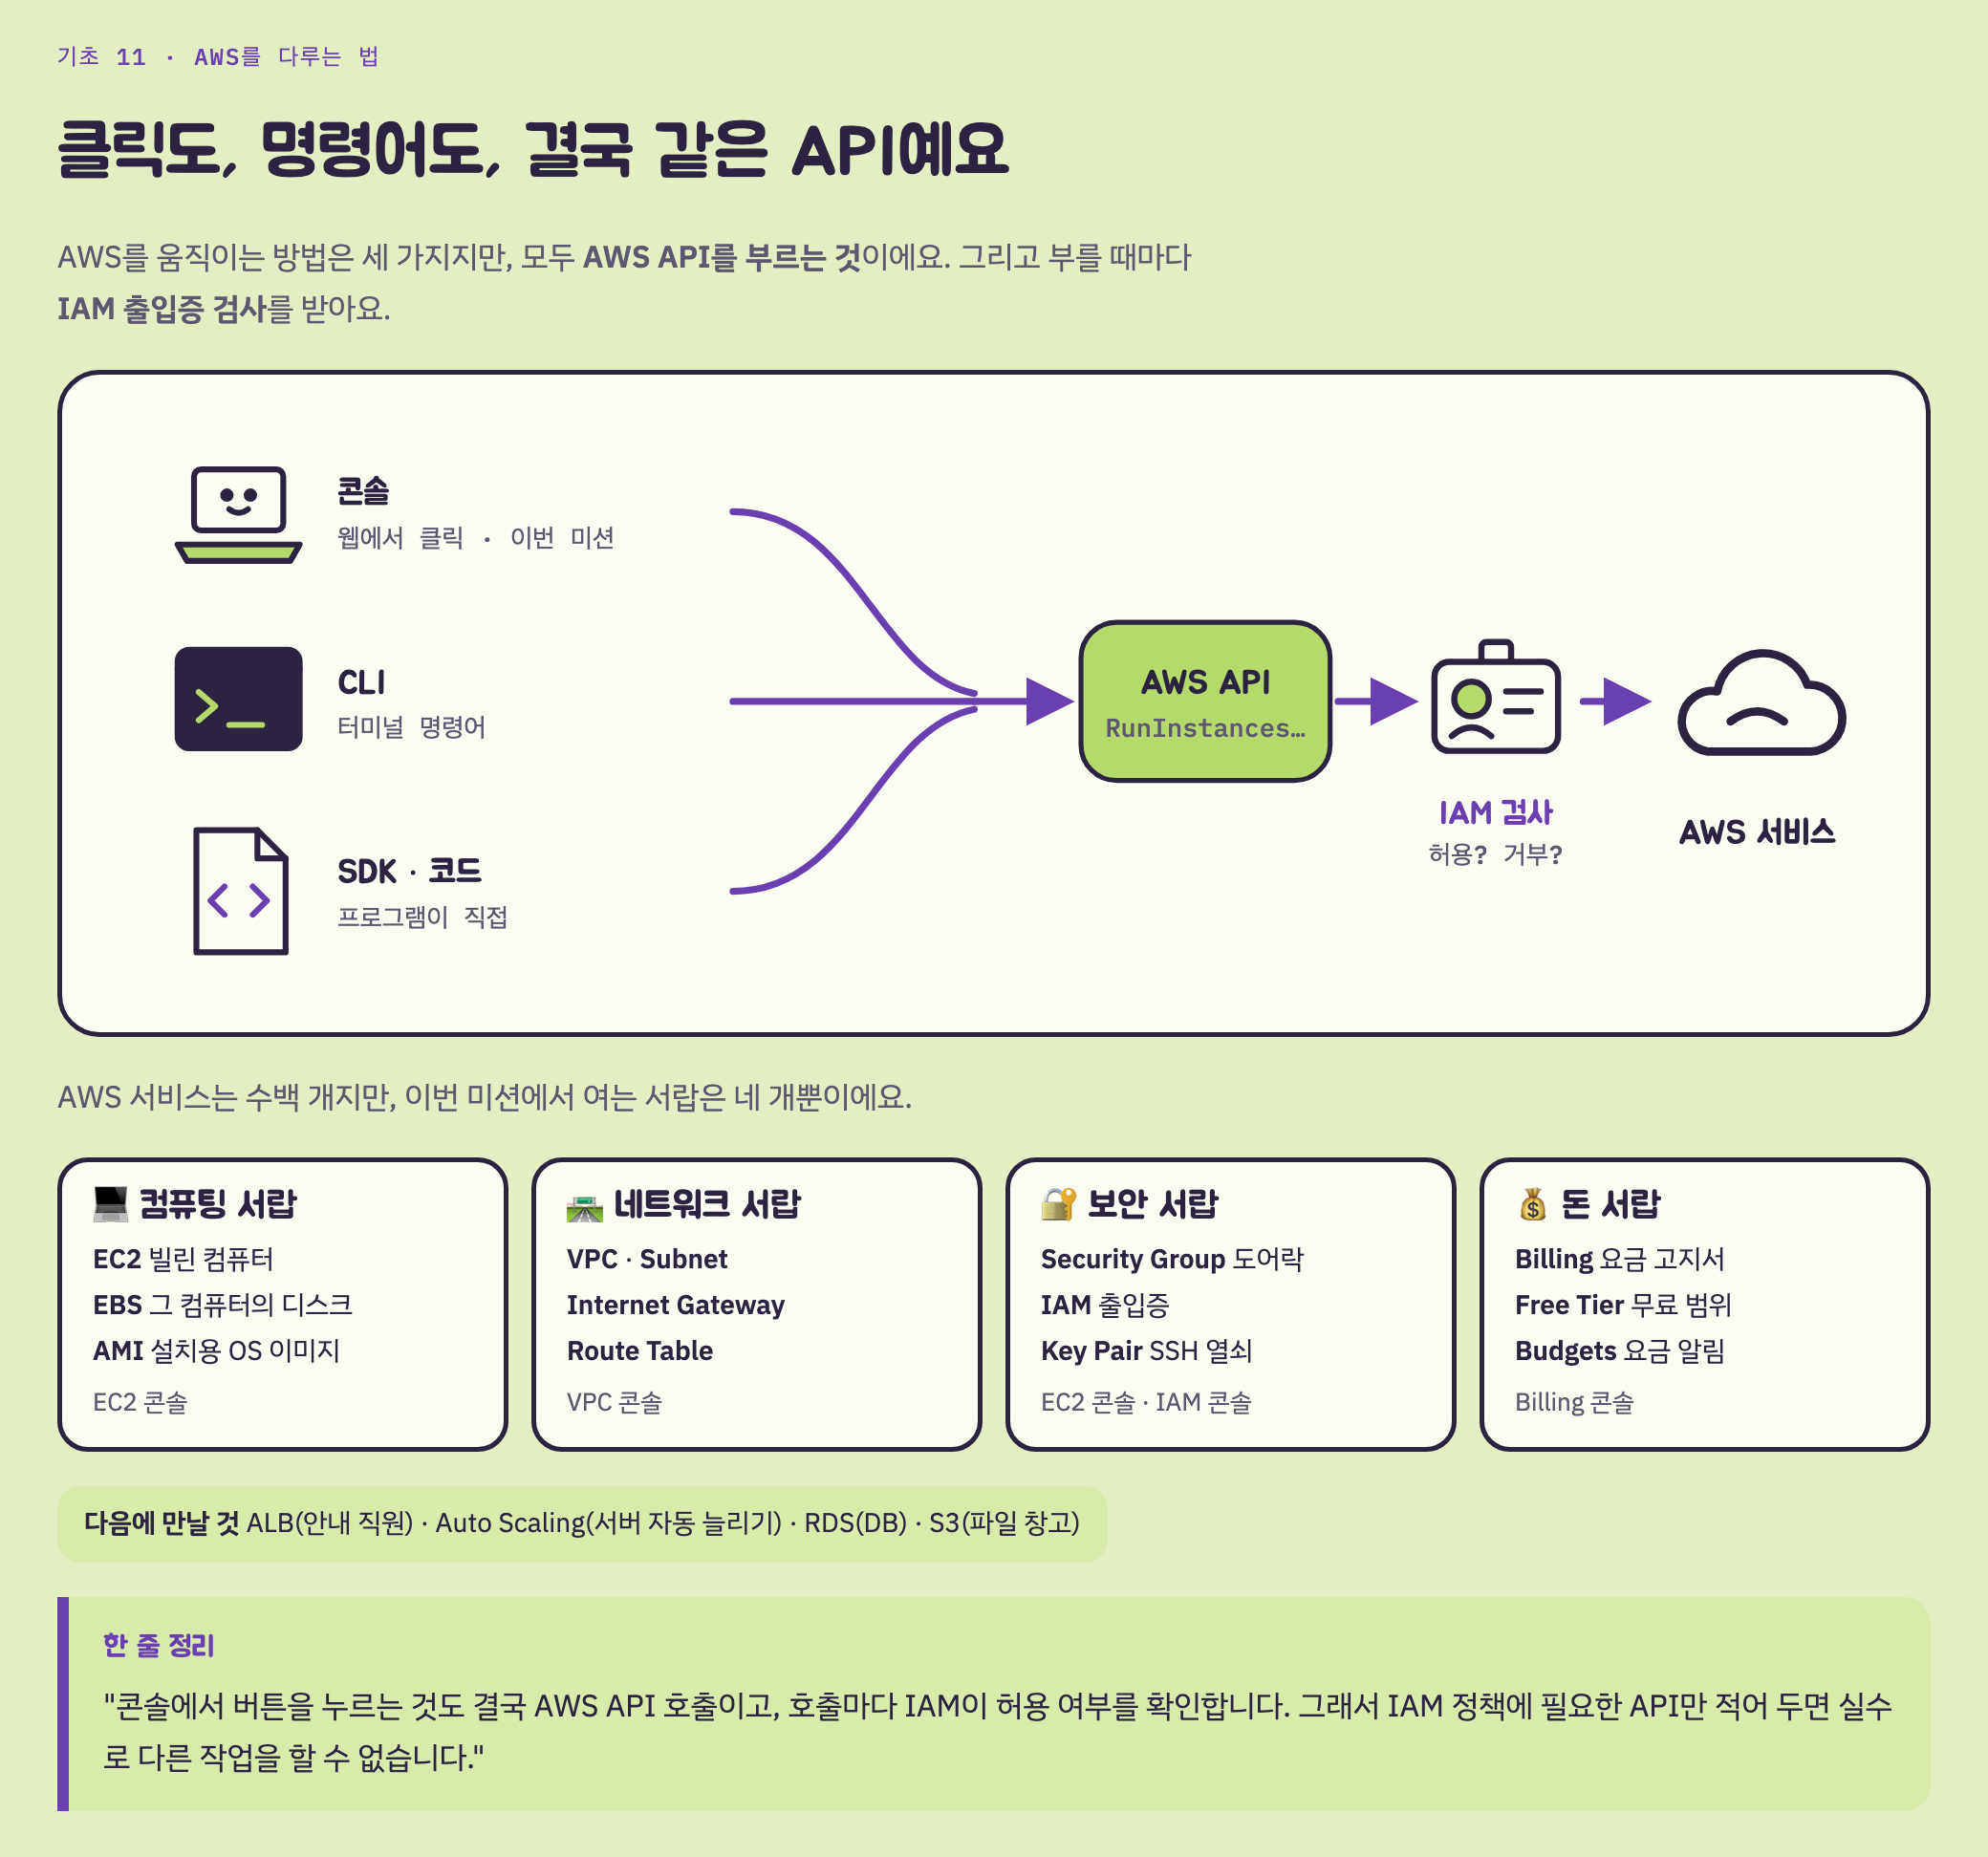 기초 11 · AWS를 다루는 법
클릭도, 명령어도, 결국 같은 API예요
AWS를 움직이는 방법은 세 가지지만, 모두 AWS API를 부르는 것이에요. 그리고 부를 때마다
IAM 출입증 검사를 받아요.
콘솔
웹에서 클릭 · 이번 미션
CLI
터미널 명령어
SDK · 코드
프로그램이 직접
AWS API
RunInstances…
IAM 검사
허용? 거부?
AWS 서비스
AWS 서비스는 수백 개지만, 이번 미션에서 여는 서랍은 네 개뿐이에요.
💻 컴퓨팅 서랍
EC2 빌린 컴퓨터
EBS 그 컴퓨터의 디스크
AMI 설치용 OS 이미지
EC2 콘솔
🛣️ 네트워크 서랍
VPC · Subnet
Internet Gateway
Route Table
VPC 콘솔
🔐 보안 서랍
Security Group 도어락
IAM 출입증
Key Pair SSH 열쇠
EC2 콘솔 · IAM 콘솔
💰 돈 서랍
Billing 요금 고지서
Free Tier 무료 범위
Budgets 요금 알림
Billing 콘솔
다음에 만날 것 ALB(안내 직원) · Auto Scaling(서버 자동 늘리기) · RDS(DB) · S3(파일 창고)
한 줄 정리
"콘솔에서 버튼을 누르는 것도 결국 AWS API 호출이고, 호출마다 IAM이 허용 여부를 확인합니다. 그래서 IAM 정책에 필요한 API만 적어 두면 실수
로 다른 작업을 할 수 없습니다."